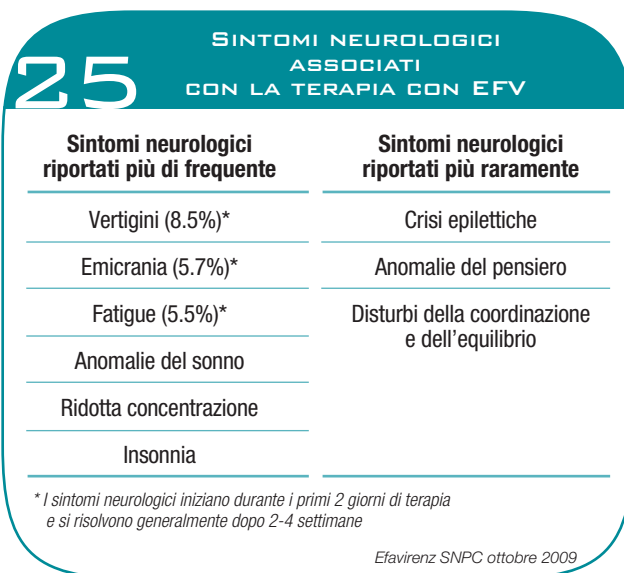 25
SINTOMI NEUROLOGICI
ASSOCIATI
CON LA TERAPIA CON EFV
Sintomi neurologici
riportati più di frequente
Vertigini (8.5%)*
Emicrania (5.7%)*
Fatigue (5.5%)*
Anomalie del sonno
Ridotta concentrazione
Insonnia
Sintomi neurologici
riportati più raramente
Crisi epilettiche
Anomalie del pensiero
Disturbi della coordinazione
e dell'equilibrio
* I sintomi neurologici iniziano durante i primi 2 giorni di terapia
e si risolvono generalmente dopo 2-4 settimane
Efavirenz SNPC ottobre 2009